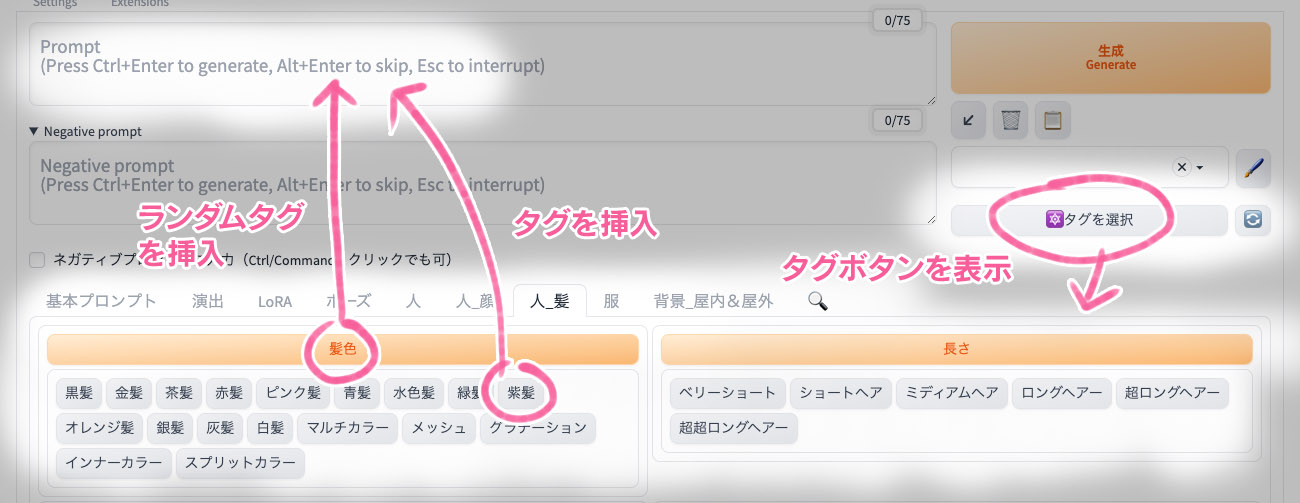 Settings Extensions
0/75
Prompt
(Press Ctrl+Enter to generate, Alt+Enter to skip, Esc to interrupt)
生成
Generate
▼ Negative prompt
0/75
Negative prompt
(Press Ctrl+Enter to generate, Alt+Enter to skip, Esc to interrupt)
タグを選択
ランダムタグ
を挿入
タグを挿入
タグボタンを表示
ネガティブプ
力（Ctrl/Command
クリックでも可）
基本プロンプト 演出 LoRA ポーズ 人 人_顔 人_髪 服 背景_屋内＆屋外
髪色
黒髪 金髪 茶髪 赤髪 ピンク髪 青髪 水色髪 緑髪 紫髪
オレンジ髪 銀髪 灰髪 白髪 マルチカラー メッシュ グラデーション
インナーカラー スプリットカラー
長さ
ベリーショート ショートヘア ミディアムヘア ロングヘアー 超ロングヘアー
超超ロングヘアー